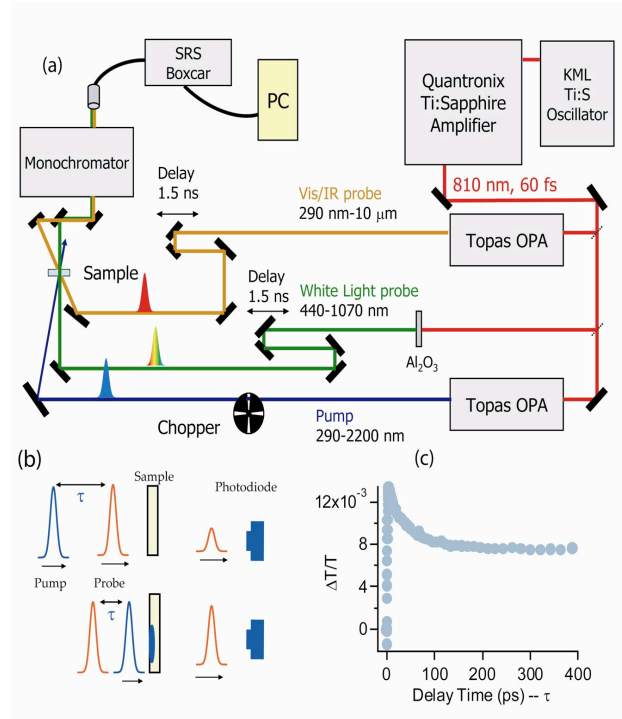 (a)
SRS
Boxcar
PC
Quantronix
Ti:Sapphire
Amplifier
KML
Ti:S
Oscillator
Monochromator
810 nm, 60 fs
Delay
1.5 ns
Vis/IR probe
290 nm-10 μm
Topas OPA
Sample
Delay
1.5 ns
White Light probe
440-1070 nm
Al₂O₃
Chopper
Pump
290-2200 nm
Topas OPA
(b)
Sample
Photodiode
τ
Pump
Probe
τ
(c)
12x10⁻³
8
4
0
ΔT/T
0
100
200
300
400
Delay Time (ps) -- τ